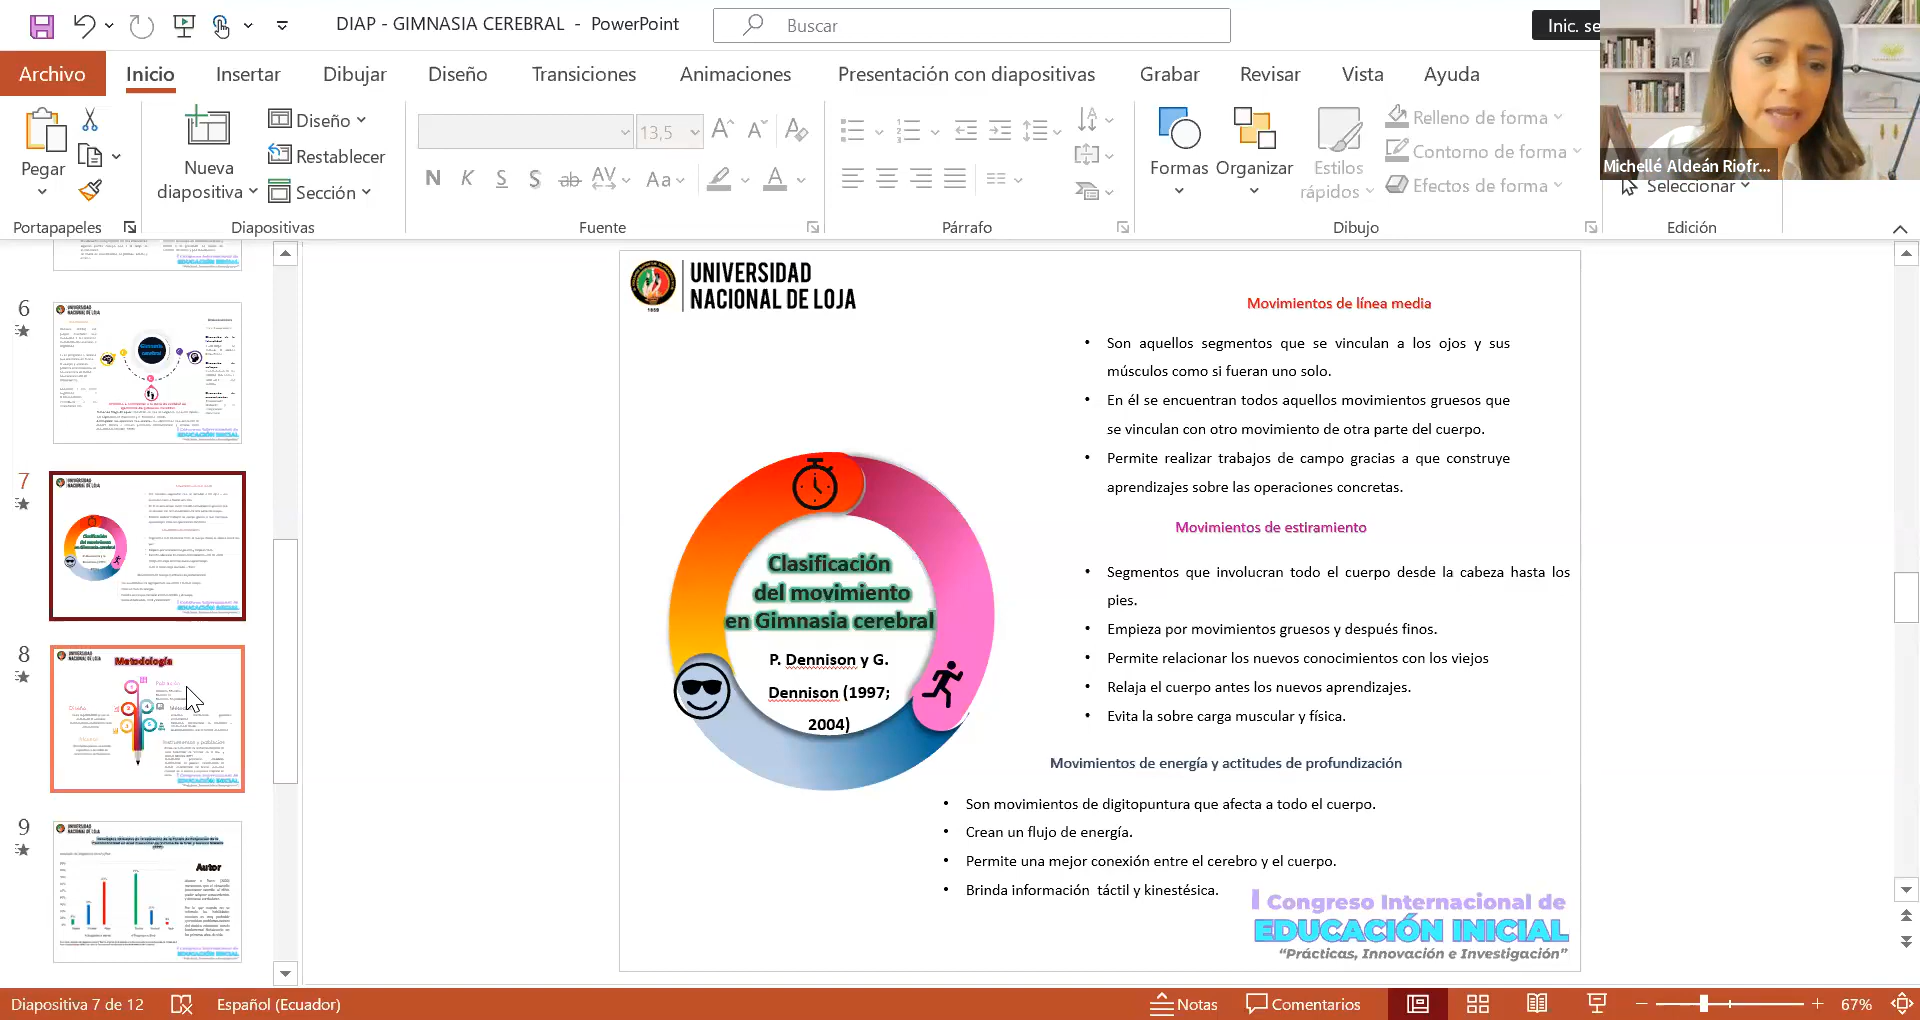 DIAP - GIMNASIA CEREBRAL - PowerPoint
Buscar
Inic. se
Archivo
Inicio
Insertar
Dibujar
Diseño
Transiciones
Animaciones
Presentación con diapositivas
Grabar
Revisar
Vista
Ayuda
Pegar
Nueva
diapositiva
Diseño
Restablecer
Sección
13,5
N K S S ab AV Aa A
Formas
Organizar
Estilos
rápidos
Relleno de forma
Contorno de forma
Efectos de forma
Michellé Aldeán Riofr...
Seleccionar
Portapapeles
Diapositivas
Fuente
Párrafo
Dibujo
Edición
6
7
8
Metodología
9
Autor
UNIVERSIDAD
NACIONAL DE LOJA
1859
Movimientos de línea media
• Son aquellos segmentos que se vinculan a los ojos y sus
músculos como si fueran uno solo.
• En él se encuentran todos aquellos movimientos gruesos que
se vinculan con otro movimiento de otra parte del cuerpo.
• Permite realizar trabajos de campo gracias a que construye
aprendizajes sobre las operaciones concretas.
Movimientos de estiramiento
• Segmentos que involucran todo el cuerpo desde la cabeza hasta los
pies.
• Empieza por movimientos gruesos y después finos.
• Permite relacionar los nuevos conocimientos con los viejos
• Relaja el cuerpo antes los nuevos aprendizajes.
• Evita la sobre carga muscular y física.
Clasificación
del movimiento
en Gimnasia cerebral
P. Dennison y G.
Dennison (1997;
2004)
Movimientos de energía y actitudes de profundización
• Son movimientos de digitopuntura que afecta a todo el cuerpo.
• Crean un flujo de energía.
• Permite una mejor conexión entre el cerebro y el cuerpo.
• Brinda información táctil y kinestésica.
I Congreso Internacional de
EDUCACIÓN INICIAL
“Prácticas, Innovación e Investigación”
Diapositiva 7 de 12
Español (Ecuador)
Notas
Comentarios
67%